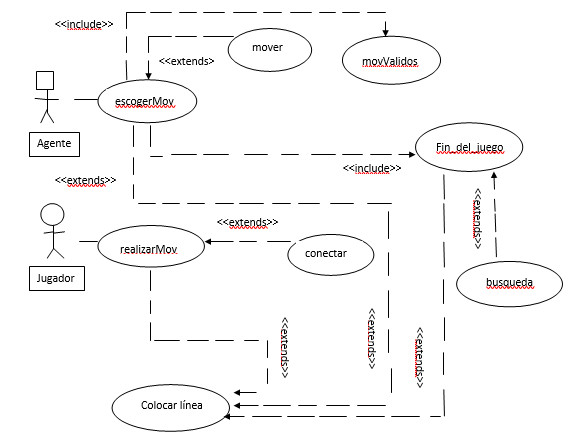 <<include>>
mover
<<extends>
movValidos
escogerMov
Agente
Fin_del_juego
<<include>>
<<extends>>
<<extends>>
<<extends>>
realizarMov
conectar
Jugador
busqueda
<<extends>>
<<extends>>
<<extends>>
Colocar línea